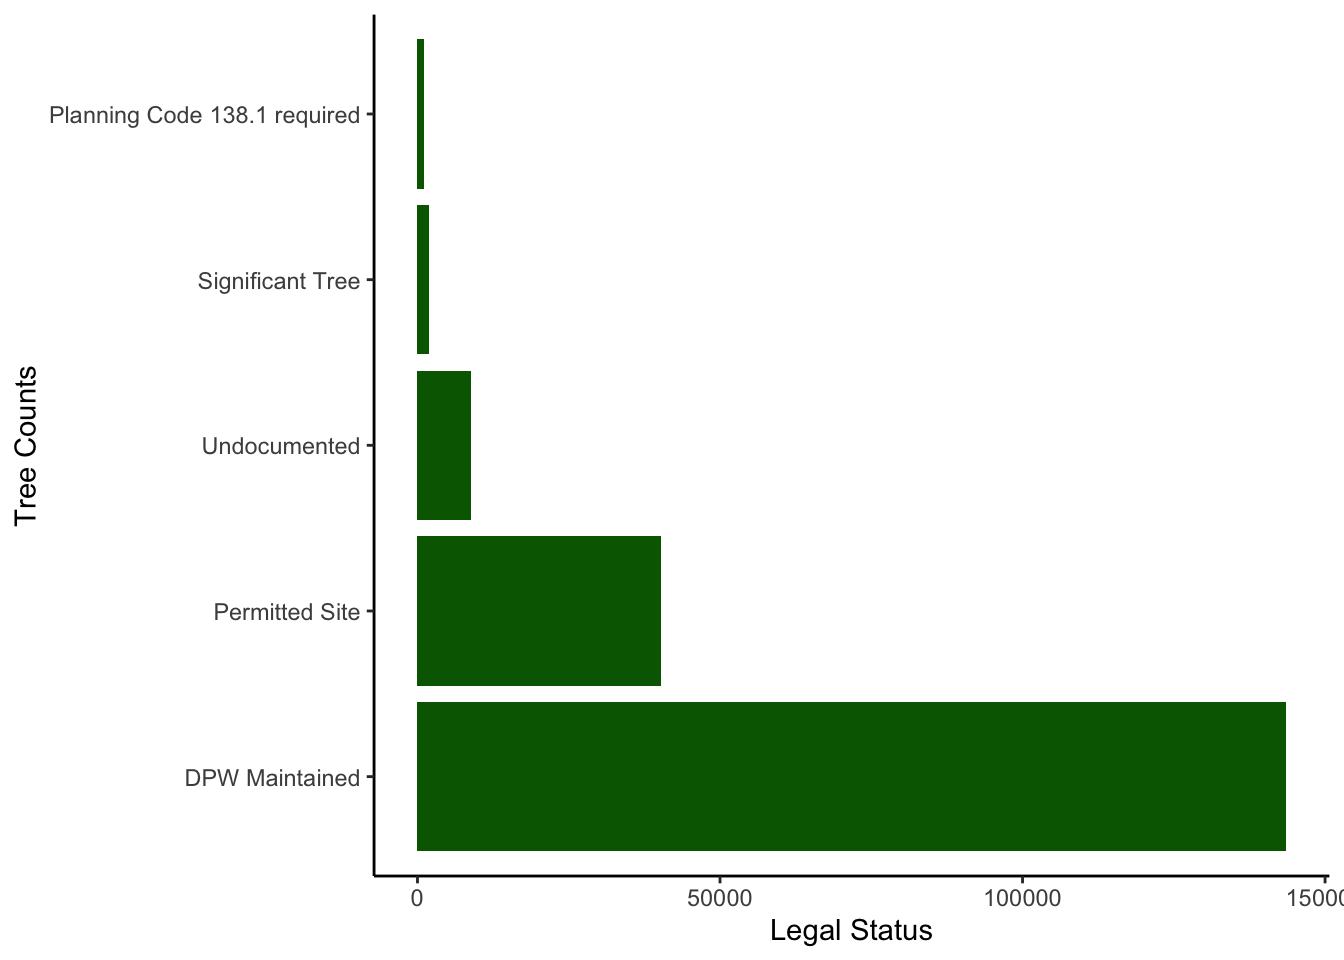 Planning Code 138.1 required
Significant Tree
Undocumented
Permitted Site
DPW Maintained
Tree Counts
0
50000
100000
15000
Legal Status